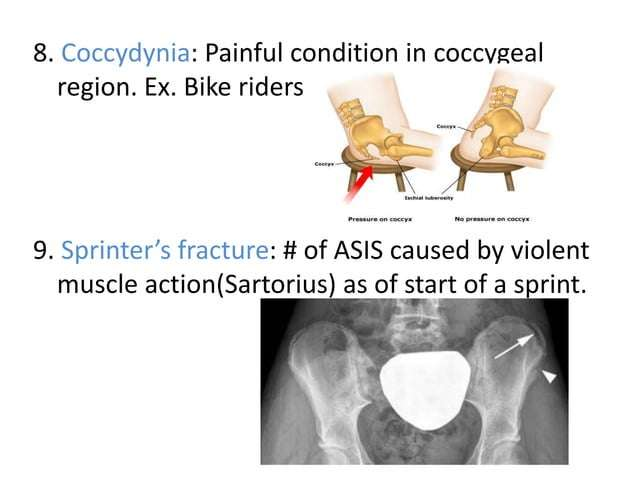 8. Coccydynia: Painful condition in coccygeal
region. Ex. Bike riders
Coccyx
Coccyx
Ischial tuberosity
Pressure on coccyx
No pressure on coccyx
9. Sprinter’s fracture: # of ASIS caused by violent
muscle action(Sartorius) as of start of a sprint.